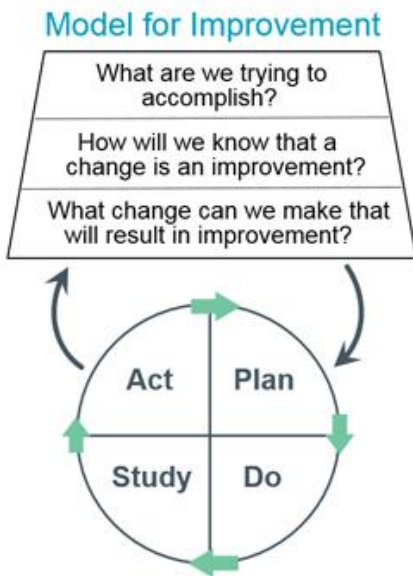 Model for Improvement
What are we trying to
accomplish?
How will we know that a
change is an improvement?
What change can we make that
will result in improvement?
Act
Plan
Study
Do